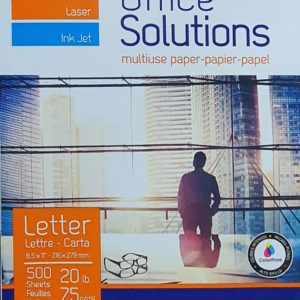 Laser
Ink Jet
Office
Solutions
multiuse paper-papier-papel
Letter
Lettre - Carta
8.5 x 11" - 216 x 279 mm
500
Sheets
Feuilles
20 lb.
75 g/m²
ColorPrint